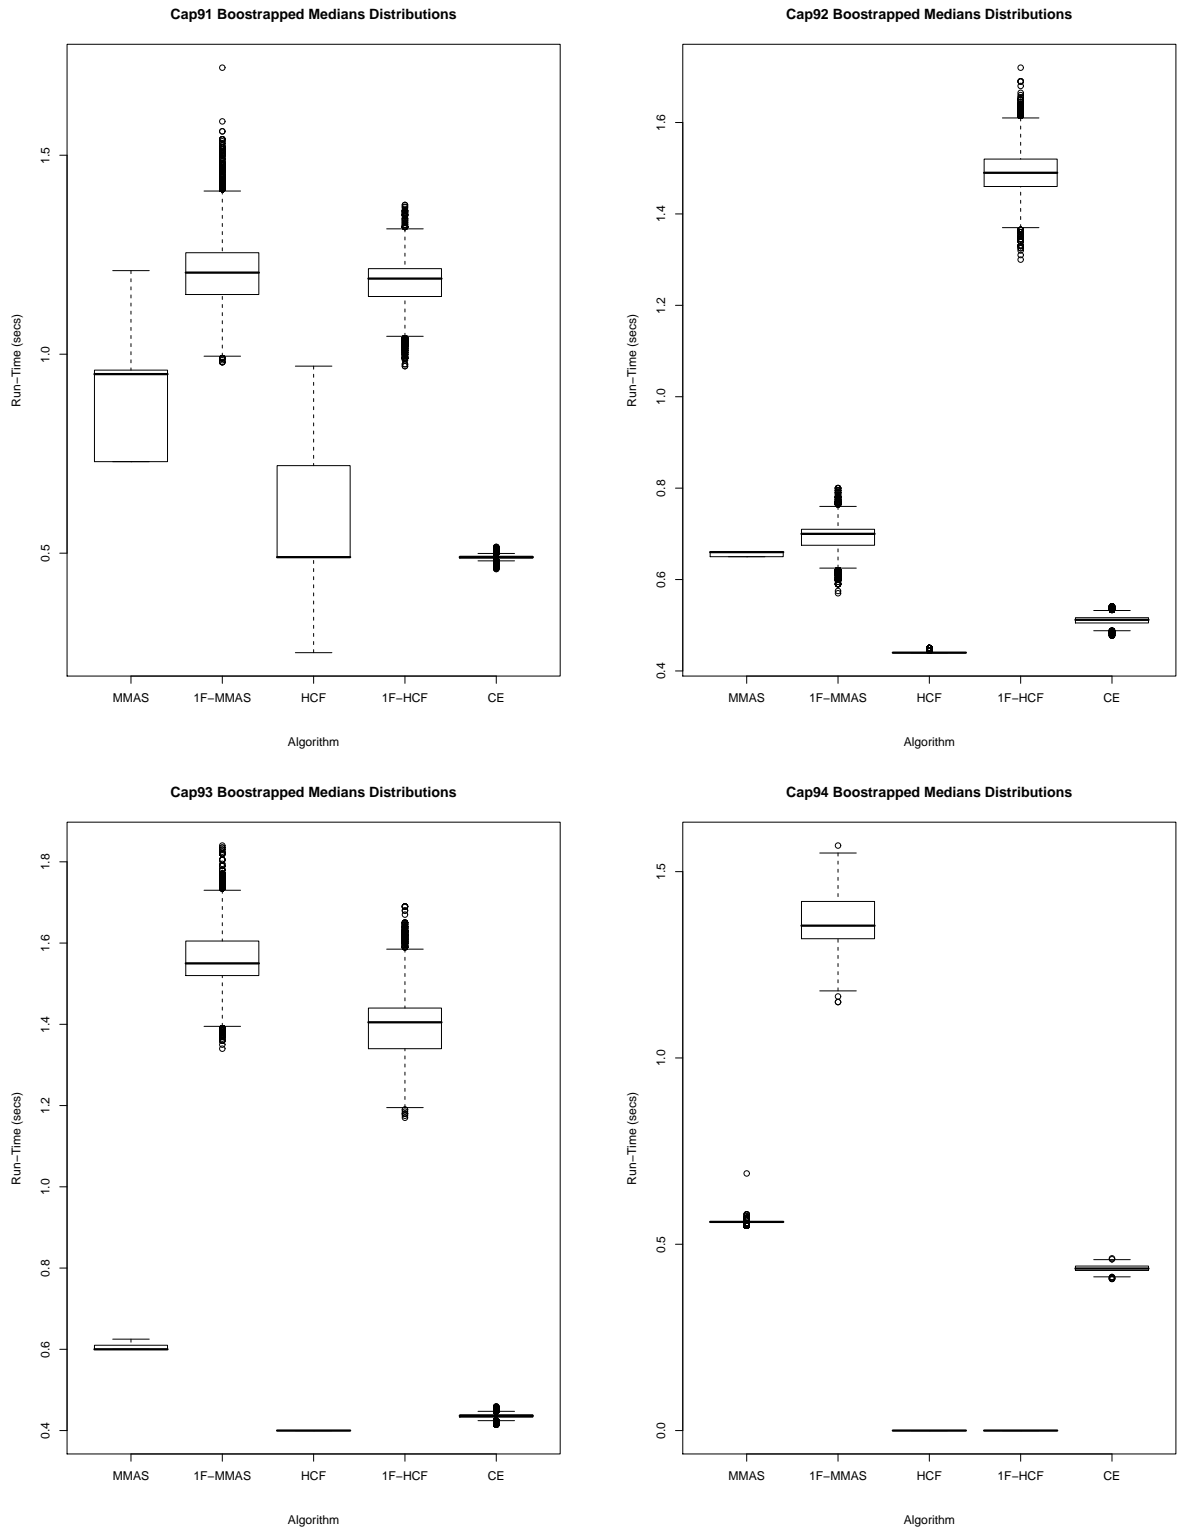 Cap91 Boostrapped Medians Distributions
Run−Time (secs)
1.5
1.0
0.5
MMAS 1F−MMAS HCF 1F−HCF CE
Algorithm
Cap92 Boostrapped Medians Distributions
Run−Time (secs)
1.6
1.4
1.2
1.0
0.8
0.6
0.4
MMAS 1F−MMAS HCF 1F−HCF CE
Algorithm
Cap93 Boostrapped Medians Distributions
Run−Time (secs)
1.8
1.6
1.4
1.2
1.0
0.8
0.6
0.4
MMAS 1F−MMAS HCF 1F−HCF CE
Algorithm
Cap94 Boostrapped Medians Distributions
Run−Time (secs)
1.5
1.0
0.5
0.0
MMAS 1F−MMAS HCF 1F−HCF CE
Algorithm